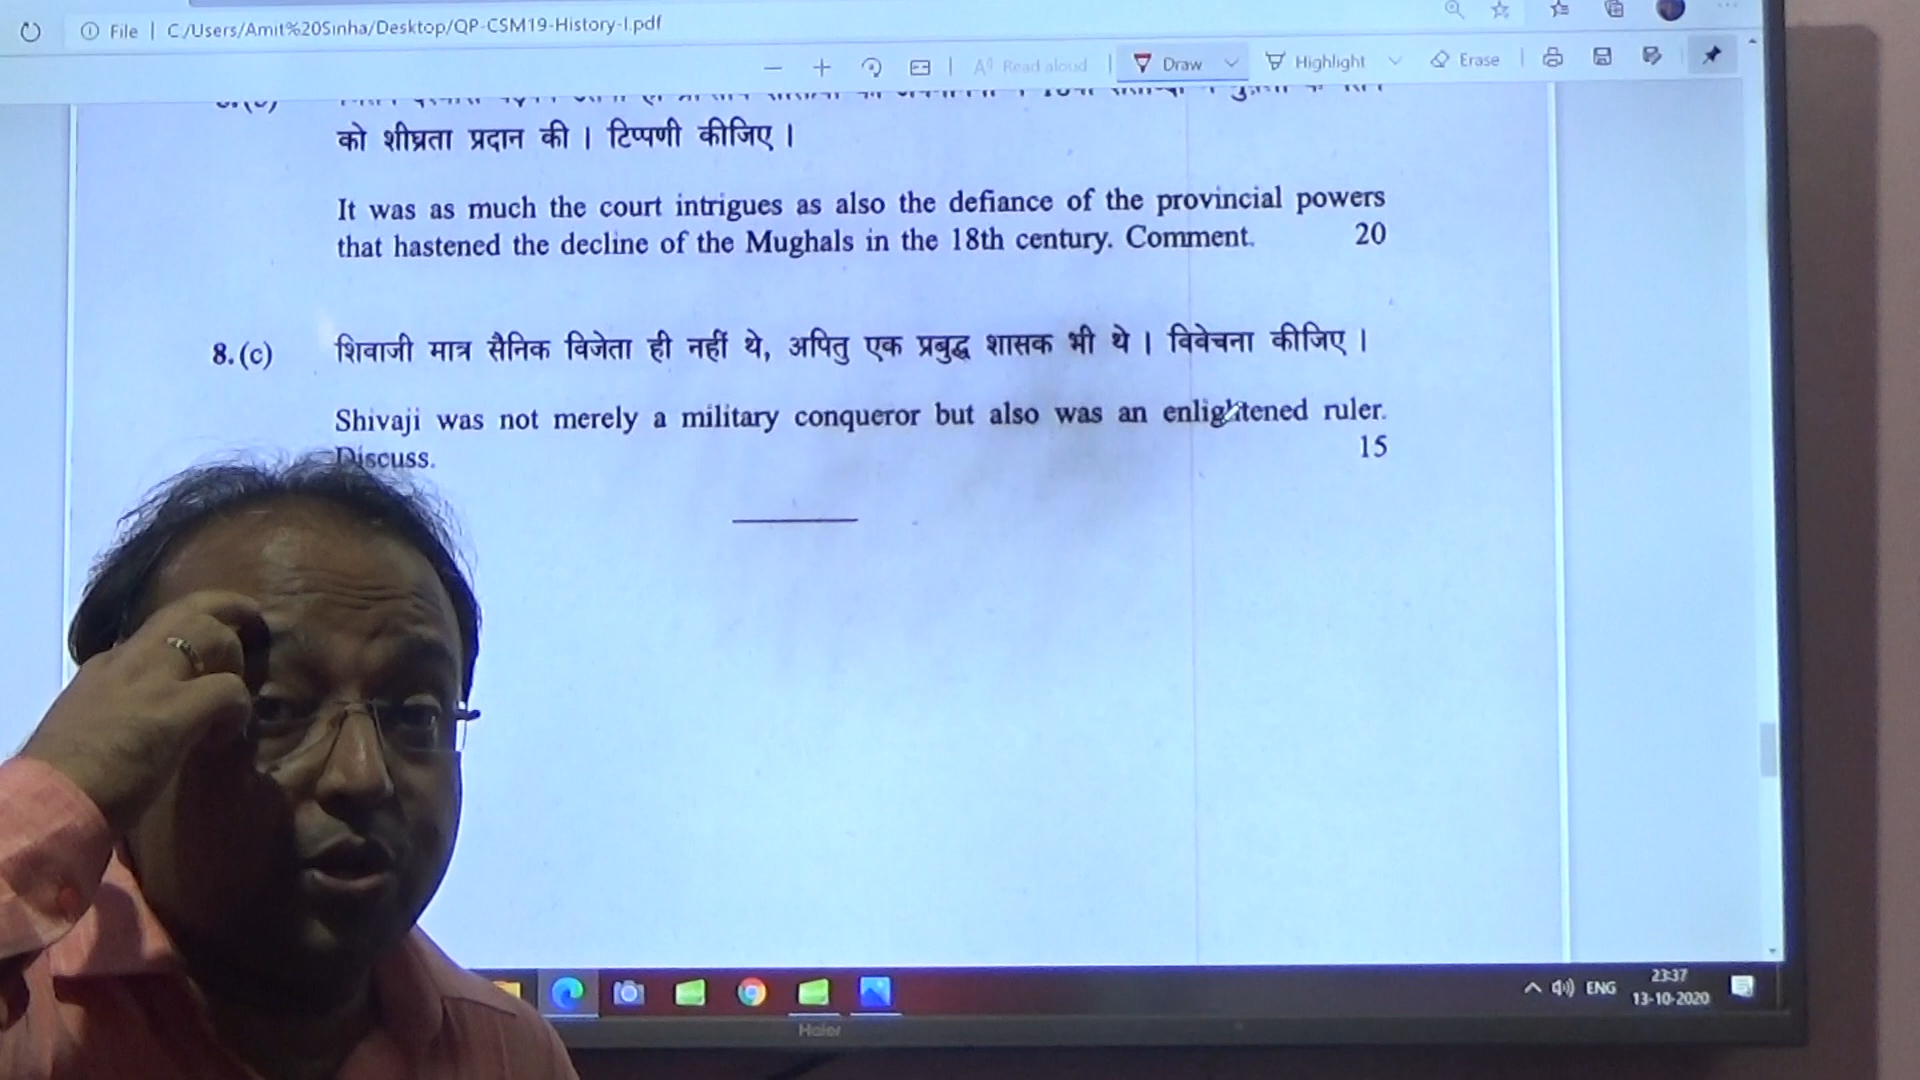 File | C:/Users/Amit%20Sinha/Desktop/QP-CSM19-History-I.pdf
Read aloud | Draw Highlight Erase
को शीघ्रता प्रदान की । टिप्पणी कीजिए ।
It was as much the court intrigues as also the defiance of the provincial powers
that hastened the decline of the Mughals in the 18th century. Comment. 20
8.(c) शिवाजी मात्र सैनिक विजेता ही नहीं थे, अपितु एक प्रबुद्ध शासक भी थे । विवेचना कीजिए ।
Shivaji was not merely a military conqueror but also was an enlightened ruler.
Discuss. 15
ENG 23:37
13-10-2020
Haier